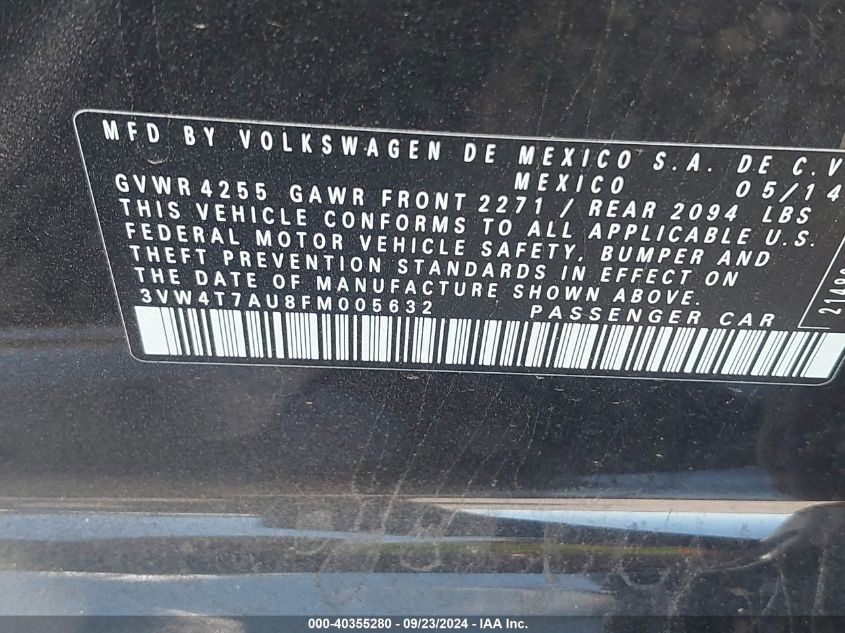 MFD BY VOLKSWAGEN DE MEXICO S.A. DE C.V
MEXICO 05/14
GVWR 4255 GAWR FRONT 2271 / REAR 2094 LBS
THIS VEHICLE CONFORMS TO ALL APPLICABLE U.S.
FEDERAL MOTOR VEHICLE SAFETY, BUMPER AND
THEFT PREVENTION STANDARDS IN EFFECT ON
THE DATE OF MANUFACTURE SHOWN ABOVE
3VW4T7AU8FM005632 PASSENGER CAR
000-40355280 - 09/23/2024 - IAA Inc.